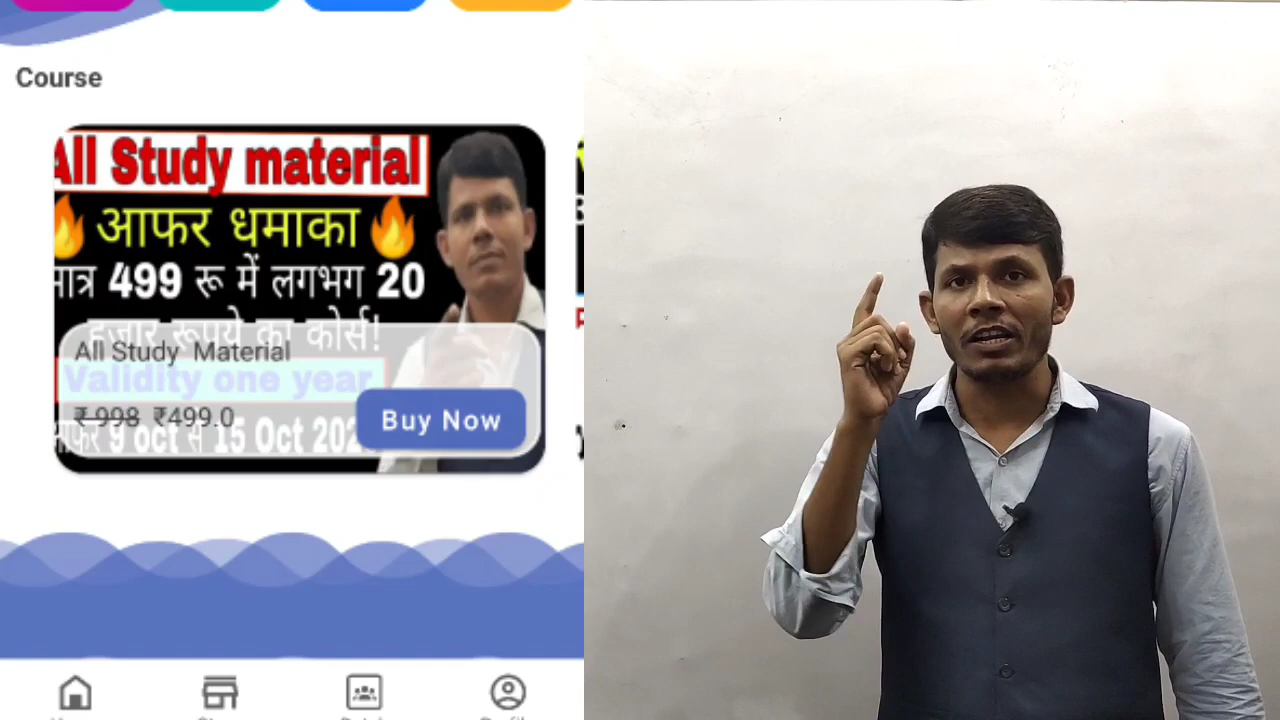 Course
All Study material
🔥आफर धमाका🔥
मात्र 499 रू में लगभग 20
हजार रूपये का कोर्स!
All Study Material
Validity one year
₹ 998 ₹499.0
Buy Now
आफर 9 oct से 15 Oct 202